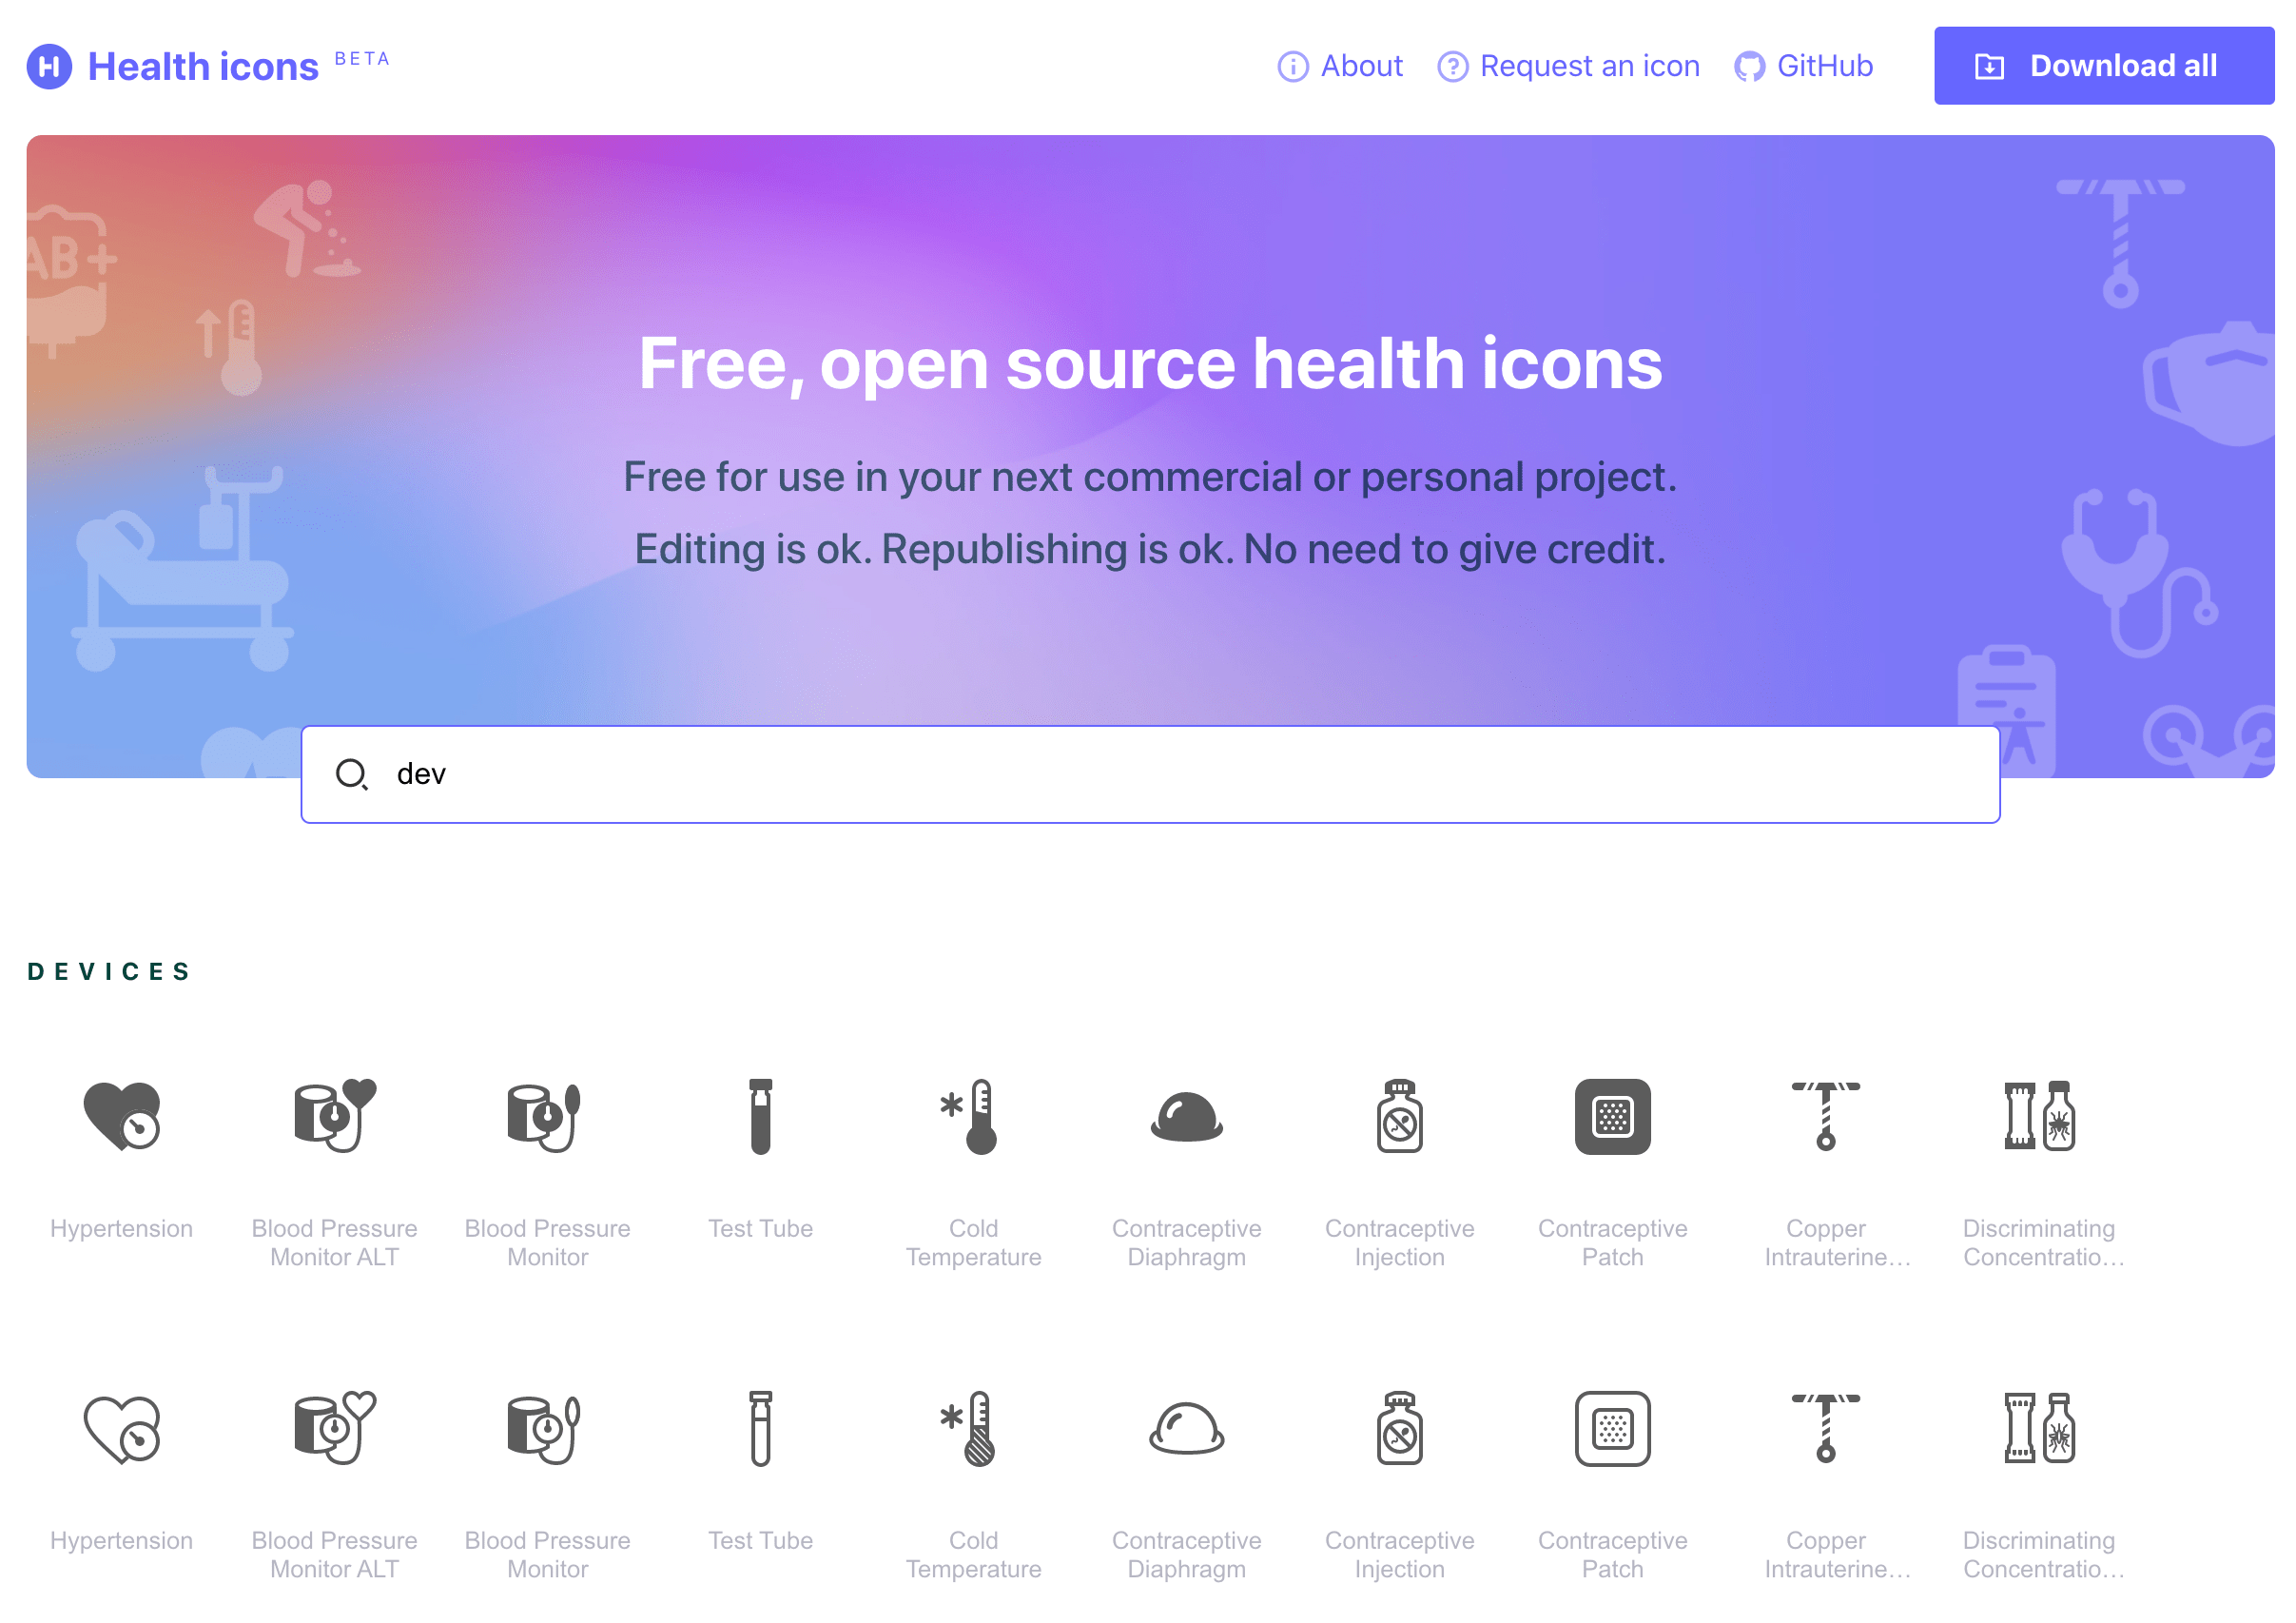 Health icons BETA
About
Request an icon
GitHub
Download all
AB+
Free, open source health icons
Free for use in your next commercial or personal project.
Editing is ok. Republishing is ok. No need to give credit.
dev
DEVICES
Hypertension
Blood Pressure
Monitor ALT
Blood Pressure
Monitor
Test Tube
Cold
Temperature
Contraceptive
Diaphragm
Contraceptive
Injection
Contraceptive
Patch
Copper
Intrauterine…
Discriminating
Concentratio…
Hypertension
Blood Pressure
Monitor ALT
Blood Pressure
Monitor
Test Tube
Cold
Temperature
Contraceptive
Diaphragm
Contraceptive
Injection
Contraceptive
Patch
Copper
Intrauterine…
Discriminating
Concentratio…